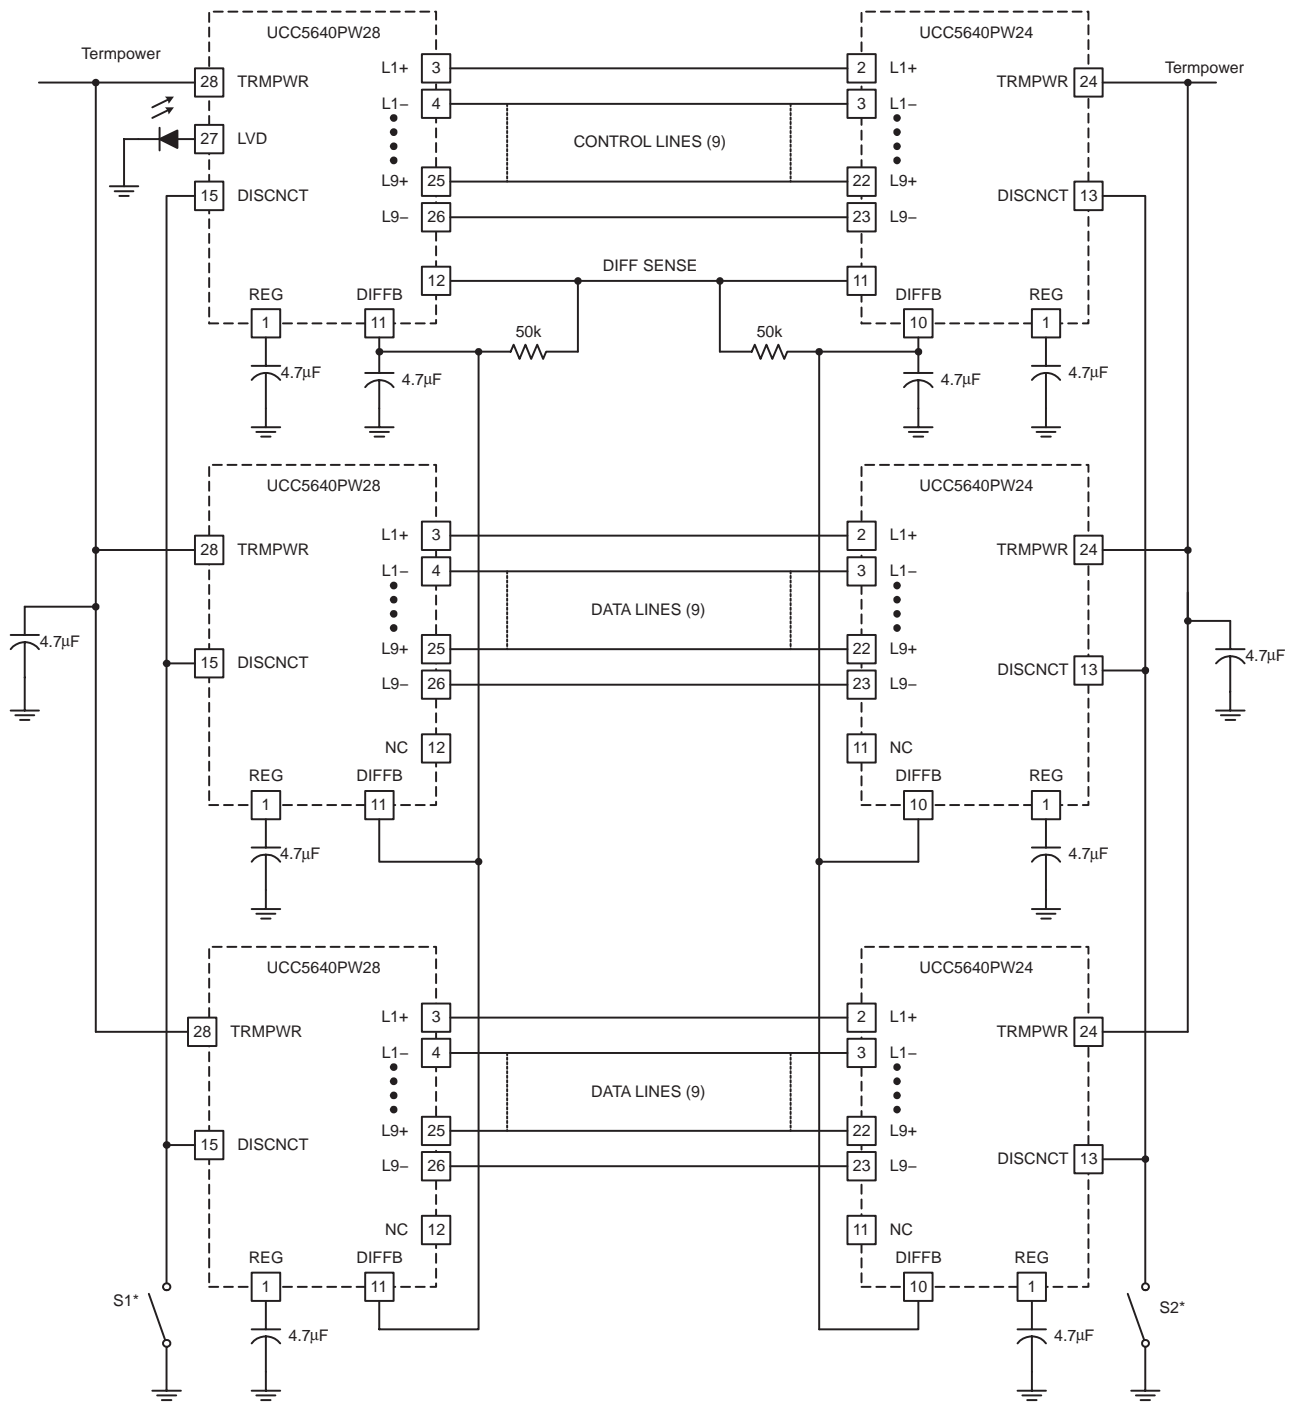 UCC5640PW28 UCC5640PW24
Termpower
L1+ 3 2 L1+
28 TRMPWR TRMPWR 24 Termpower
L1– 4 3 L1–
27 LVD CONTROL LINES (9)
L9+ 25 22 L9+
15 DISCNCT DISCNCT 13
L9– 26 23 L9–
DIFF SENSE
12 11
REG DIFFB DIFFB REG
1 11 10 1
50k 50k
4.7μF 4.7μF 4.7μF 4.7μF
UCC5640PW28 UCC5640PW24
L1+ 3 2 L1+
28 TRMPWR TRMPWR 24
L1– 4 3 L1–
DATA LINES (9)
4.7μF L9+ 25 22 L9+ 4.7μF
15 DISCNCT DISCNCT 13
L9– 26 23 L9–
NC 12 11 NC
REG DIFFB DIFFB REG
1 11 10 1
4.7μF 4.7μF
UCC5640PW28 UCC5640PW24
L1+ 3 2 L1+
28 TRMPWR TRMPWR 24
L1– 4 3 L1–
DATA LINES (9)
L9+ 25 22 L9+
15 DISCNCT DISCNCT 13
L9– 26 23 L9–
NC 12 11 NC
REG DIFFB DIFFB REG
1 11 10 1
S1* S2*
4.7μF 4.7μF